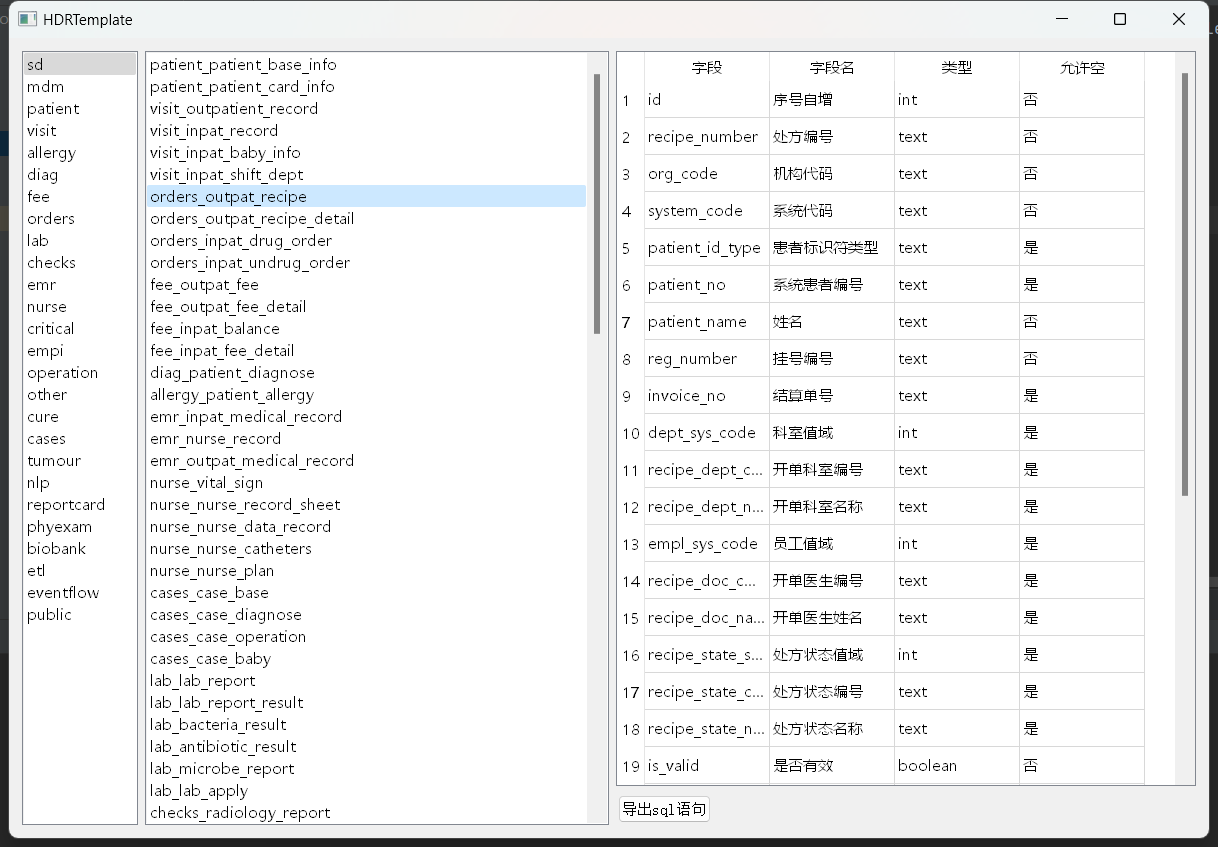 HDRTemplate
sd
mdm
patient
visit
allergy
diag
fee
orders
lab
checks
emr
nurse
critical
empi
operation
other
cure
cases
tumour
nlp
reportcard
phyexam
biobank
etl
eventflow
public
patient_patient_base_info
patient_patient_card_info
visit_outpatient_record
visit_inpat_record
visit_inpat_baby_info
visit_inpat_shift_dept
orders_outpat_recipe
orders_outpat_recipe_detail
orders_inpat_drug_order
orders_inpat_undrug_order
fee_outpat_fee
fee_outpat_fee_detail
fee_inpat_balance
fee_inpat_fee_detail
diag_patient_diagnose
allergy_patient_allergy
emr_inpat_medical_record
emr_nurse_record
emr_outpat_medical_record
nurse_vital_sign
nurse_nurse_record_sheet
nurse_nurse_data_record
nurse_nurse_catheters
nurse_nurse_plan
cases_case_base
cases_case_diagnose
cases_case_operation
cases_case_baby
lab_lab_report
lab_lab_report_result
lab_bacteria_result
lab_antibiotic_result
lab_microbe_report
lab_lab_apply
checks_radiology_report
字段 字段名 类型 允许空
1 id 序号自增 int 否
2 recipe_number 处方编号 text 否
3 org_code 机构代码 text 否
4 system_code 系统代码 text 否
5 patient_id_type 患者标识符类型 text 是
6 patient_no 系统患者编号 text 是
7 patient_name 姓名 text 否
8 reg_number 挂号编号 text 否
9 invoice_no 结算单号 text 是
10 dept_sys_code 科室值域 int 是
11 recipe_dept_c... 开单科室编号 text 是
12 recipe_dept_n... 开单科室名称 text 是
13 empl_sys_code 员工值域 int 是
14 recipe_doc_c... 开单医生编号 text 是
15 recipe_doc_na... 开单医生姓名 text 是
16 recipe_state_s... 处方状态值域 int 是
17 recipe_state_c... 处方状态编号 text 是
18 recipe_state_n... 处方状态名称 text 是
19 is_valid 是否有效 boolean 否
导出sql语句